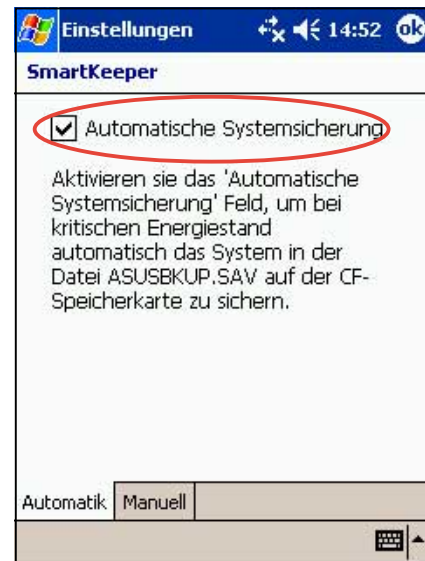 Einstellungen 14:52 ok
SmartKeeper
Automatische Systemsicherung
Aktivieren sie das 'Automatische
Systemsicherung' Feld, um bei
kritischen Energiestand
automatisch das System in der
Datei ASUSBKUP.SAV auf der CF-
Speicherkarte zu sichern.
Automatik Manuell